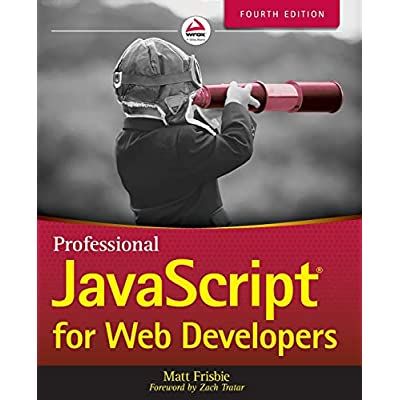 FOURTH EDITION
wrox
Professional
JavaScript®
for Web Developers
Matt Frisbie
Foreword by Zach Tratar